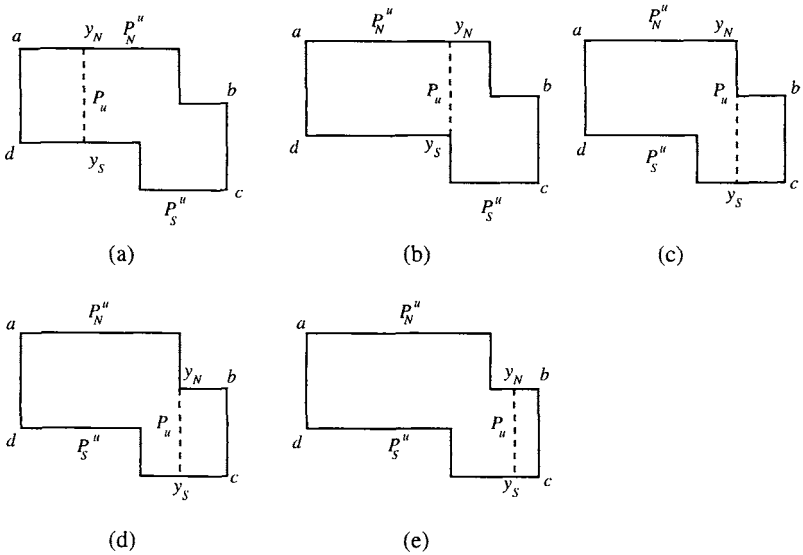 a y_N P_N^u
P_u b
d y_S
P_S^u c
(a)
a P_N^u y_N
P_u b
d y_S
P_S^u c
(b)
a P_N^u y_N
P_u b
d P_S^u
y_S c
(c)
a P_N^u
y_N b
d P_S^u P_u
y_S c
(d)
a P_N^u
y_N b
d P_S^u P_u
y_S c
(e)